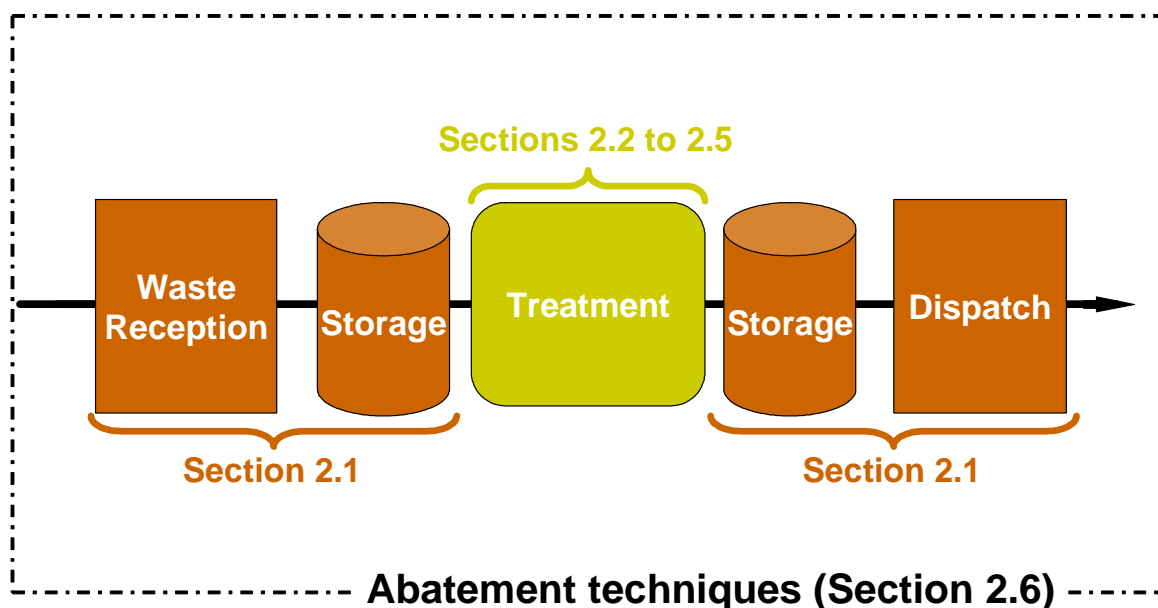 Sections 2.2 to 2.5
Waste
Reception
Storage
Treatment
Storage
Dispatch
Section 2.1
Section 2.1
Abatement techniques (Section 2.6)